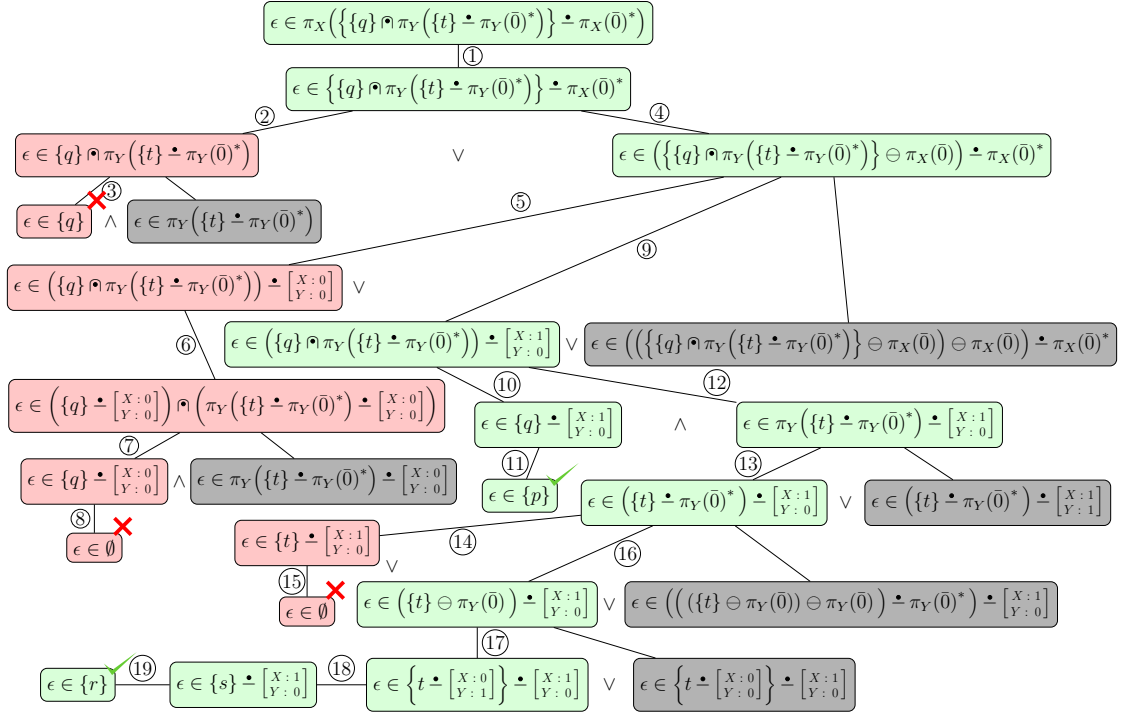 ϵ ∈ π_X({{q} ⩀ π_Y({t} ∸ π_Y(0̄)*)} ∸ π_X(0̄)*)
①
ϵ ∈ {{q} ⩀ π_Y({t} ∸ π_Y(0̄)*)} ∸ π_X(0̄)*
② ④
ϵ ∈ {q} ⩀ π_Y({t} ∸ π_Y(0̄)*) ∨ ϵ ∈ ({{q} ⩀ π_Y({t} ∸ π_Y(0̄)*)} ⊖ π_X(0̄)) ∸ π_X(0̄)*
③ ⑤
ϵ ∈ {q} ∧ ϵ ∈ π_Y({t} ∸ π_Y(0̄)*)
⑨
ϵ ∈ ({q} ⩀ π_Y({t} ∸ π_Y(0̄)*)) ∸ [X : 0 Y : 0] ∨
⑥
ϵ ∈ ({q} ⩀ π_Y({t} ∸ π_Y(0̄)*)) ∸ [X : 1 Y : 0] ∨ ϵ ∈ (({{q} ⩀ π_Y({t} ∸ π_Y(0̄)*)} ⊖ π_X(0̄)) ⊖ π_X(0̄)) ∸ π_X(0̄)*
⑩ ⑫
ϵ ∈ ({q} ∸ [X : 0 Y : 0]) ⩀ (π_Y({t} ∸ π_Y(0̄)*) ∸ [X : 0 Y : 0])
ϵ ∈ {q} ∸ [X : 1 Y : 0] ∧ ϵ ∈ π_Y({t} ∸ π_Y(0̄)*) ∸ [X : 1 Y : 0]
⑦ ⑪ ⑬
ϵ ∈ {q} ∸ [X : 0 Y : 0] ∧ ϵ ∈ π_Y({t} ∸ π_Y(0̄)*) ∸ [X : 0 Y : 0]
ϵ ∈ {p} ϵ ∈ ({t} ∸ π_Y(0̄)*) ∸ [X : 1 Y : 0] ∨ ϵ ∈ ({t} ∸ π_Y(0̄)*) ∸ [X : 1 Y : 1]
⑧
ϵ ∈ ∅ ϵ ∈ {t} ∸ [X : 1 Y : 0] ∨ ⑭ ⑯
⑮
ϵ ∈ ∅ ϵ ∈ ({t} ⊖ π_Y(0̄)) ∸ [X : 1 Y : 0] ∨ ϵ ∈ ((({t} ⊖ π_Y(0̄)) ⊖ π_Y(0̄)) ∸ π_Y(0̄)*) ∸ [X : 1 Y : 0]
⑰
ϵ ∈ {r} ⑲ ϵ ∈ {s} ∸ [X : 1 Y : 0] ⑱ ϵ ∈ {t ∸ [X : 0 Y : 1]} ∸ [X : 1 Y : 0] ∨ ϵ ∈ {t ∸ [X : 0 Y : 0]} ∸ [X : 1 Y : 0]